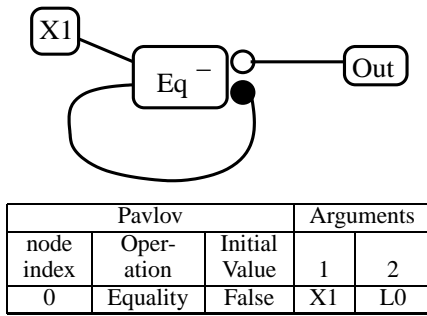 X1
Eq –
Out
Pavlov Arguments
node Oper- Initial
index ation Value 1 2
0 Equality False X1 L0